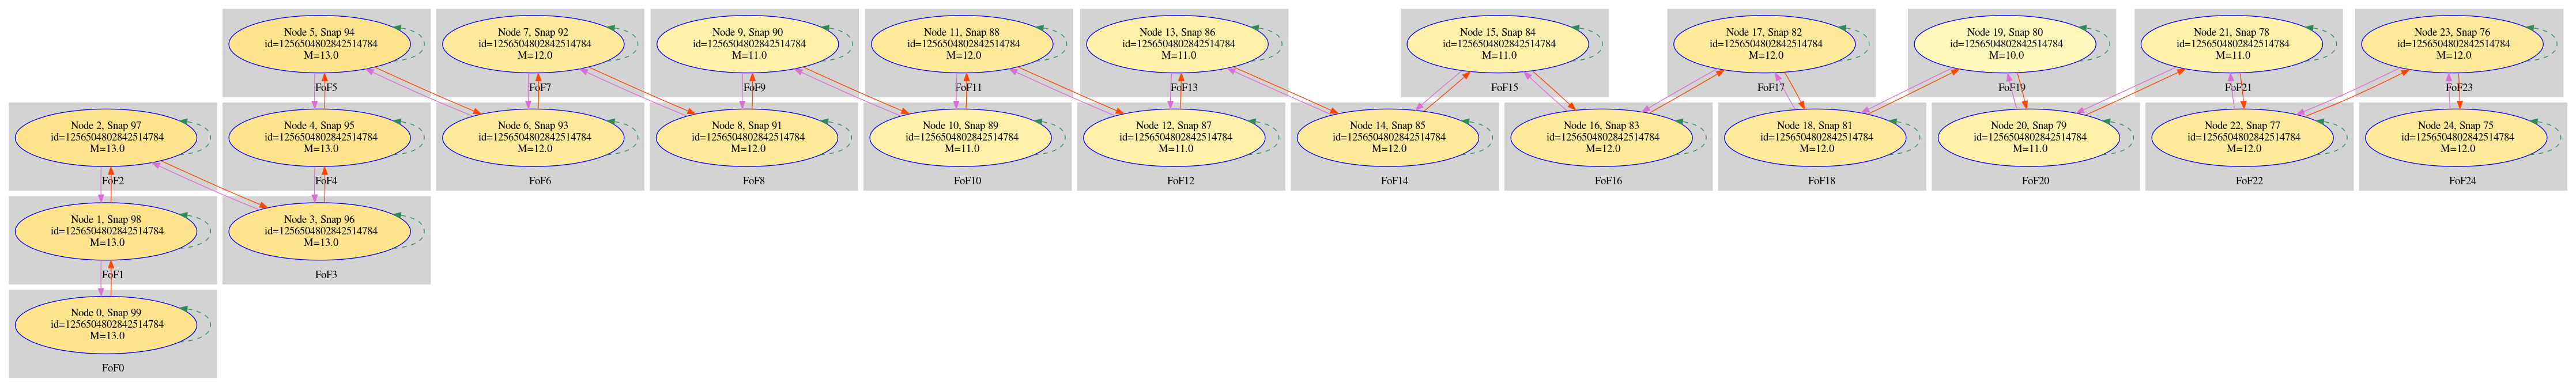 Node 5, Snap 94
id=1256504802842514784
M=13.0
FoF5
Node 7, Snap 92
id=1256504802842514784
M=12.0
FoF7
Node 9, Snap 90
id=1256504802842514784
M=11.0
FoF9
Node 11, Snap 88
id=1256504802842514784
M=12.0
FoF11
Node 13, Snap 86
id=1256504802842514784
M=11.0
FoF13
Node 15, Snap 84
id=1256504802842514784
M=11.0
FoF15
Node 17, Snap 82
id=1256504802842514784
M=12.0
FoF17
Node 19, Snap 80
id=1256504802842514784
M=10.0
FoF19
Node 21, Snap 78
id=1256504802842514784
M=11.0
FoF21
Node 23, Snap 76
id=1256504802842514784
M=12.0
FoF23
Node 2, Snap 97
id=1256504802842514784
M=13.0
FoF2
Node 4, Snap 95
id=1256504802842514784
M=13.0
FoF4
Node 6, Snap 93
id=1256504802842514784
M=12.0
FoF6
Node 8, Snap 91
id=1256504802842514784
M=12.0
FoF8
Node 10, Snap 89
id=1256504802842514784
M=11.0
FoF10
Node 12, Snap 87
id=1256504802842514784
M=11.0
FoF12
Node 14, Snap 85
id=1256504802842514784
M=12.0
FoF14
Node 16, Snap 83
id=1256504802842514784
M=12.0
FoF16
Node 18, Snap 81
id=1256504802842514784
M=12.0
FoF18
Node 20, Snap 79
id=1256504802842514784
M=11.0
FoF20
Node 22, Snap 77
id=1256504802842514784
M=12.0
FoF22
Node 24, Snap 75
id=1256504802842514784
M=12.0
FoF24
Node 1, Snap 98
id=1256504802842514784
M=13.0
FoF1
Node 3, Snap 96
id=1256504802842514784
M=13.0
FoF3
Node 0, Snap 99
id=1256504802842514784
M=13.0
FoF0